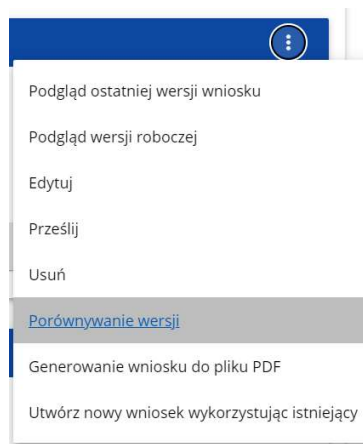 Podgląd ostatniej wersji wniosku
Podgląd wersji roboczej
Edytuj
Prześlij
Usuń
Porównywanie wersji
Generowanie wniosku do pliku PDF
Utwórz nowy wniosek wykorzystując istniejący